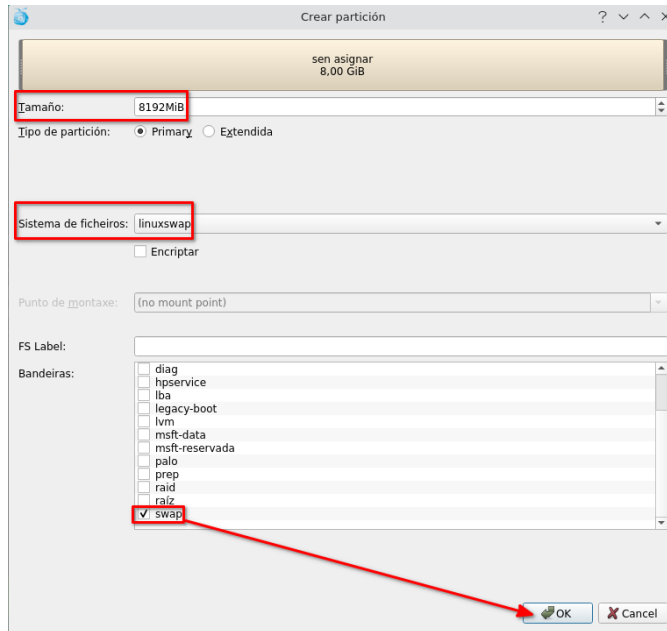 Crear partición
sen asignar
8,00 GiB
Tamaño: 8192MiB
Tipo de partición: Primary Extendida
Sistema de ficheiros: linuxswap
Encriptar
Punto de montaxe: (no mount point)
FS Label:
Bandeiras:
diag
hpservice
lba
legacy-boot
lvm
msft-data
msft-reservada
palo
prep
raid
raíz
swap
OK Cancel